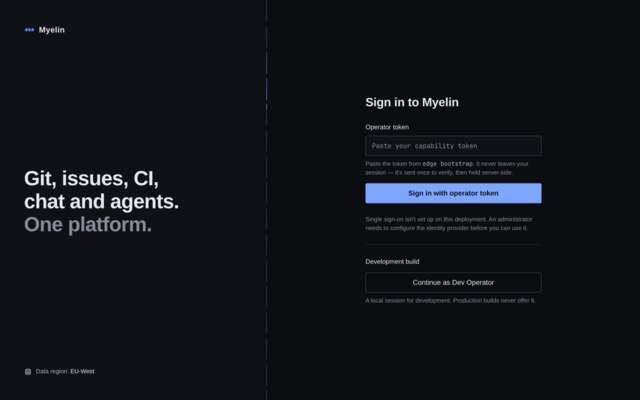 Myelin
Git, issues, CI,
chat and agents.
One platform.
Data region: EU-West
Sign in to Myelin
Operator token
Paste your capability token
Paste the token from edge bootstrap. It never leaves your
session — it's sent once to verify, then held server-side.
Sign in with operator token
Single sign-on isn't set up on this deployment. An administrator
needs to configure the identity provider before you can use it.
Development build
Continue as Dev Operator
A local session for development. Production builds never offer it.